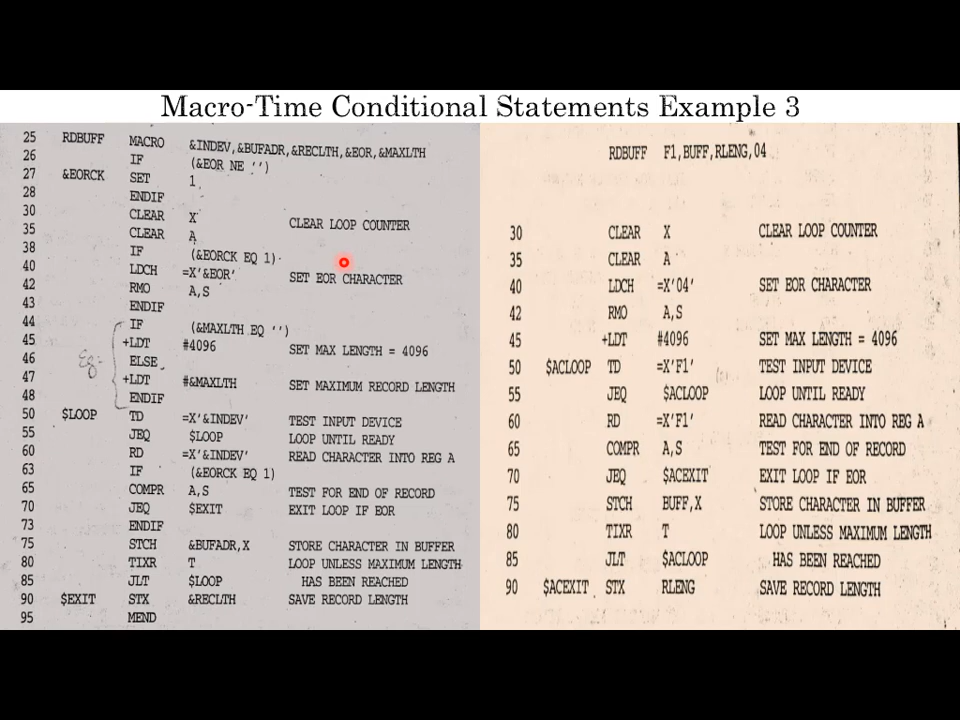 Macro-Time Conditional Statements Example 3
25 RDBUFF MACRO &INDEV,&BUFADR,&RECLTH,&EOR,&MAXLTH
26 IF (&EOR NE '')
27 &EORCK SET 1
28 ENDIF
30 CLEAR X CLEAR LOOP COUNTER
35 CLEAR A
38 IF (&EORCK EQ 1)
40 LDCH =X'&EOR' SET EOR CHARACTER
42 RMO A,S
43 ENDIF
44 IF (&MAXLTH EQ '')
45 +LDT #4096 SET MAX LENGTH = 4096
46 ELSE
47 +LDT #&MAXLTH SET MAXIMUM RECORD LENGTH
48 ENDIF
50 $LOOP TD =X'&INDEV' TEST INPUT DEVICE
55 JEQ $LOOP LOOP UNTIL READY
60 RD =X'&INDEV' READ CHARACTER INTO REG A
63 IF (&EORCK EQ 1)
65 COMPR A,S TEST FOR END OF RECORD
70 JEQ $EXIT EXIT LOOP IF EOR
73 ENDIF
75 STCH &BUFADR,X STORE CHARACTER IN BUFFER
80 TIXR T LOOP UNLESS MAXIMUM LENGTH
85 JLT $LOOP HAS BEEN REACHED
90 $EXIT STX &RECLTH SAVE RECORD LENGTH
95 MEND
RDBUFF F1,BUFF,RLENG,04
30 CLEAR X CLEAR LOOP COUNTER
35 CLEAR A
40 LDCH =X'04' SET EOR CHARACTER
42 RMO A,S
45 +LDT #4096 SET MAX LENGTH = 4096
50 $ACLOOP TD =X'F1' TEST INPUT DEVICE
55 JEQ $ACLOOP LOOP UNTIL READY
60 RD =X'F1' READ CHARACTER INTO REG A
65 COMPR A,S TEST FOR END OF RECORD
70 JEQ $ACEXIT EXIT LOOP IF EOR
75 STCH BUFF,X STORE CHARACTER IN BUFFER
80 TIXR T LOOP UNLESS MAXIMUM LENGTH
85 JLT $ACLOOP HAS BEEN REACHED
90 $ACEXIT STX RLENG SAVE RECORD LENGTH